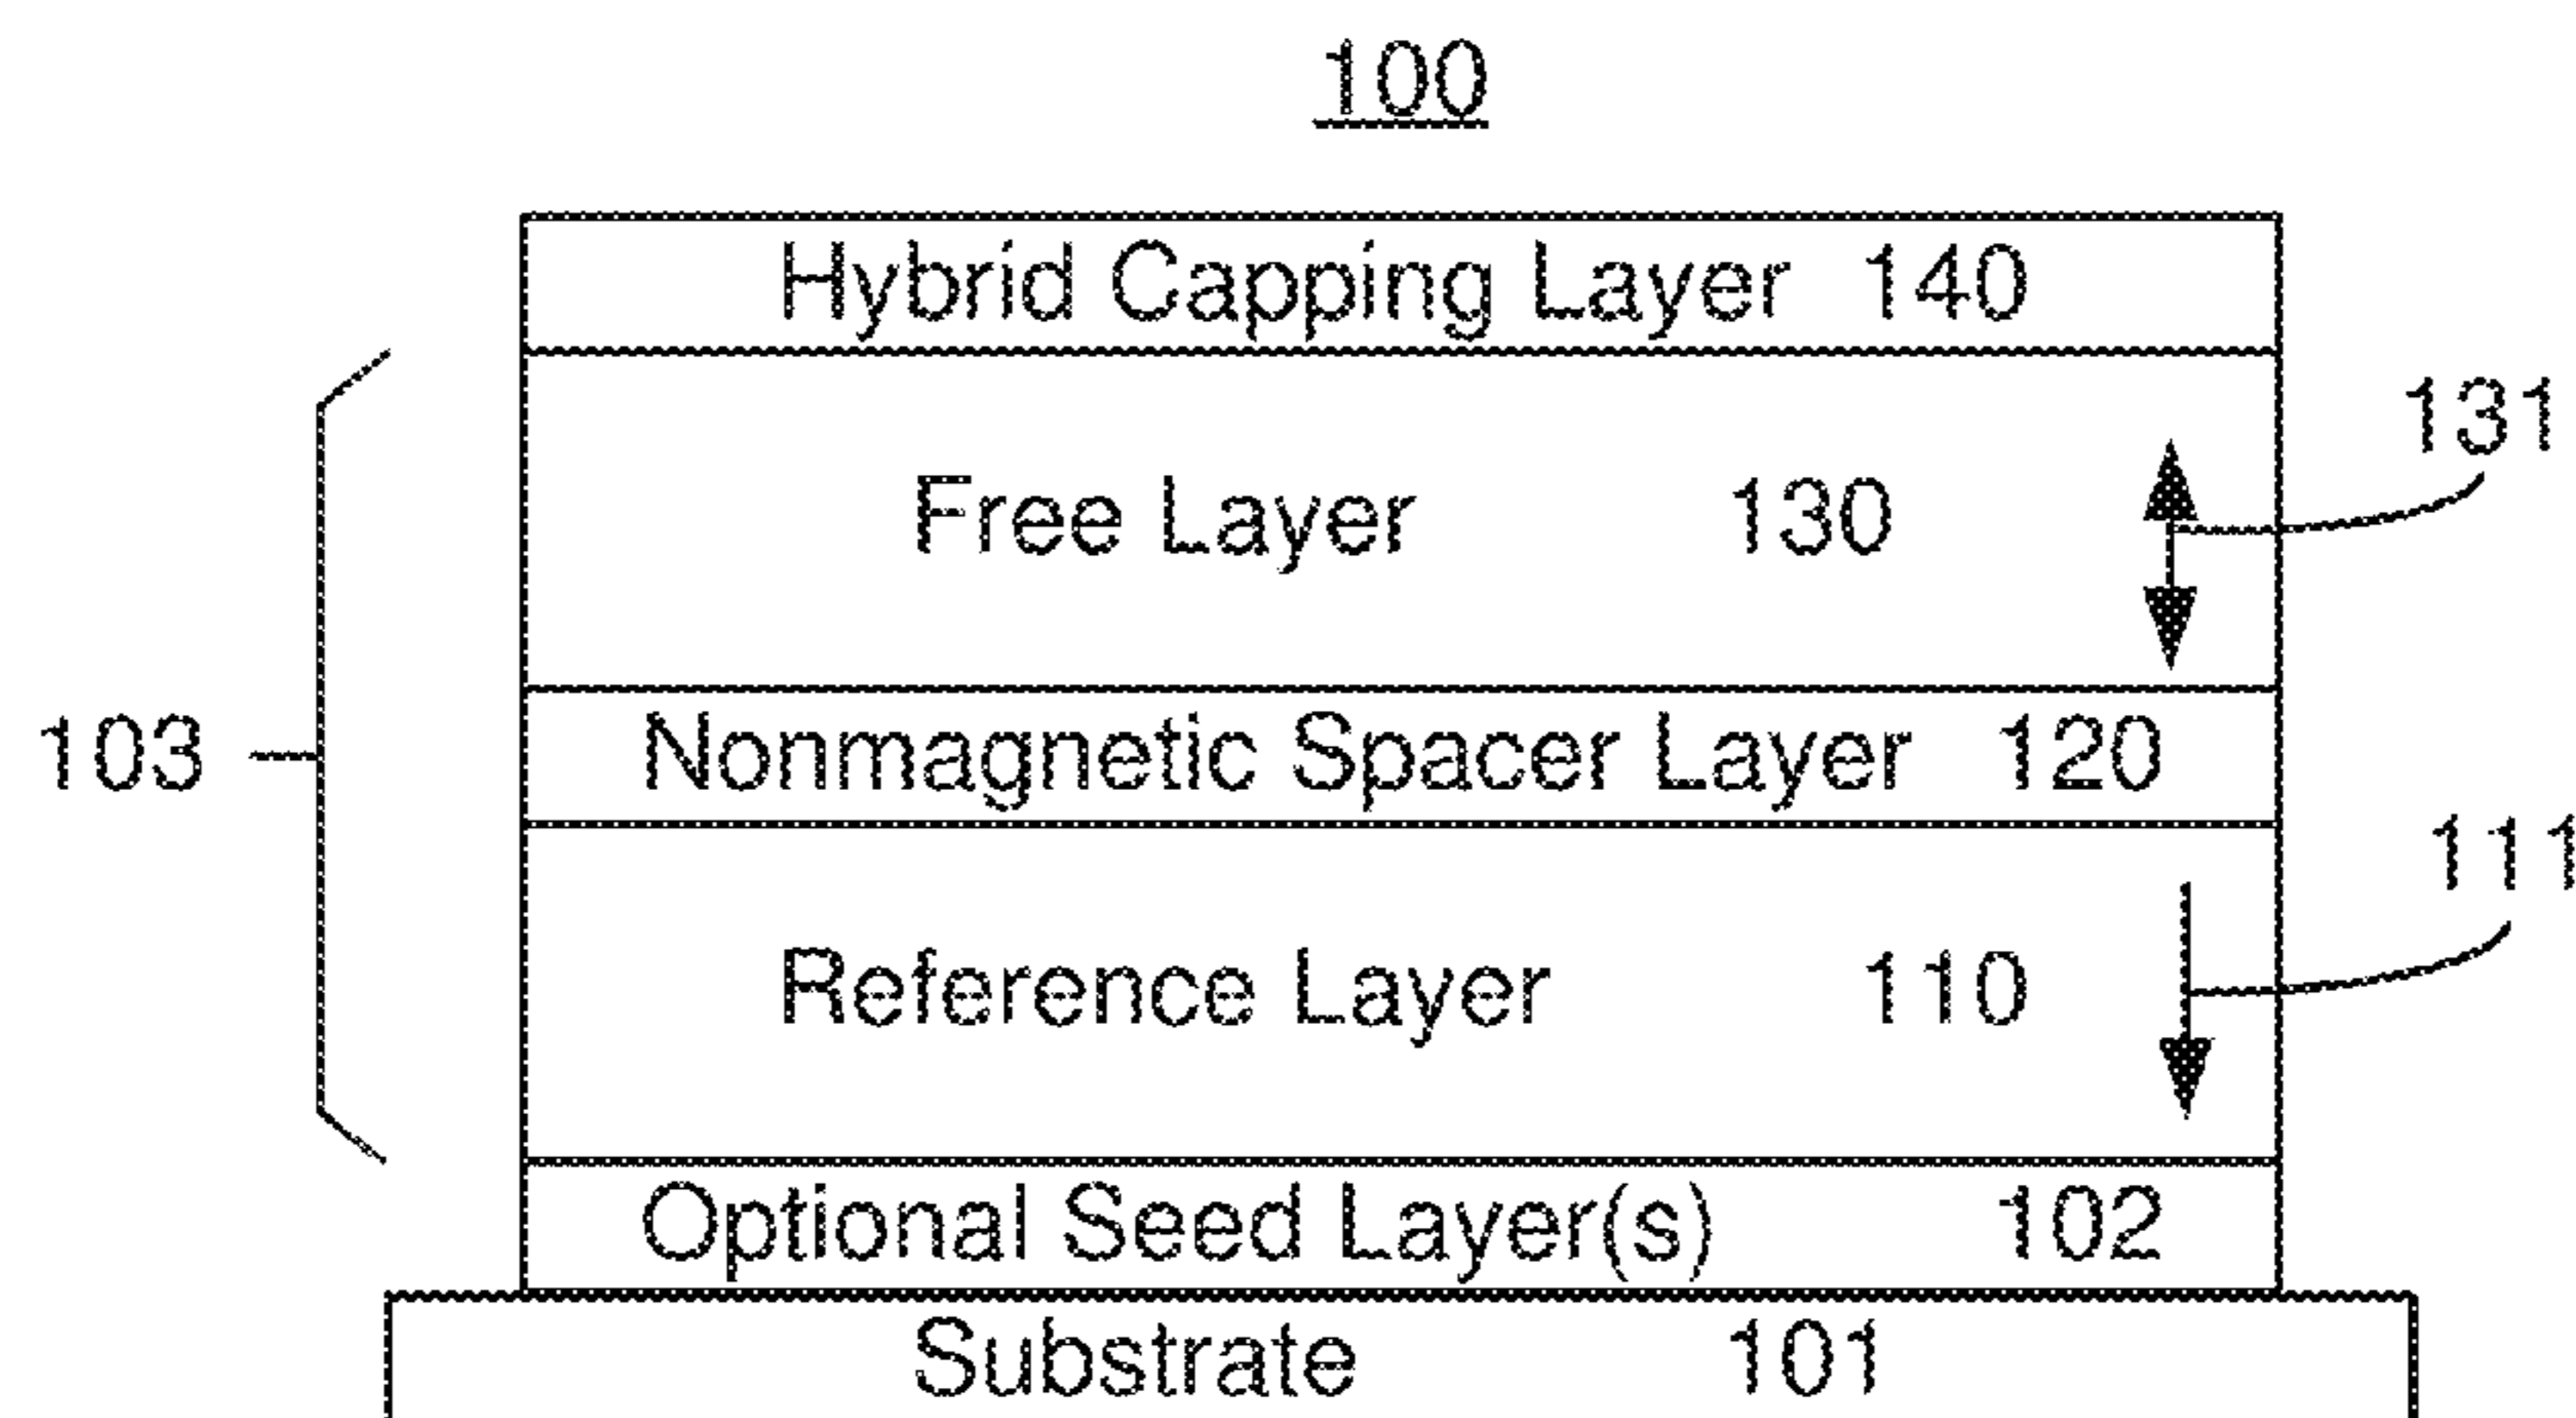 100
Hybrid Capping Layer 140
131
Free Layer 130
103
Nonmagnetic Spacer Layer 120
111
Reference Layer 110
Optional Seed Layer(s) 102
Substrate 101